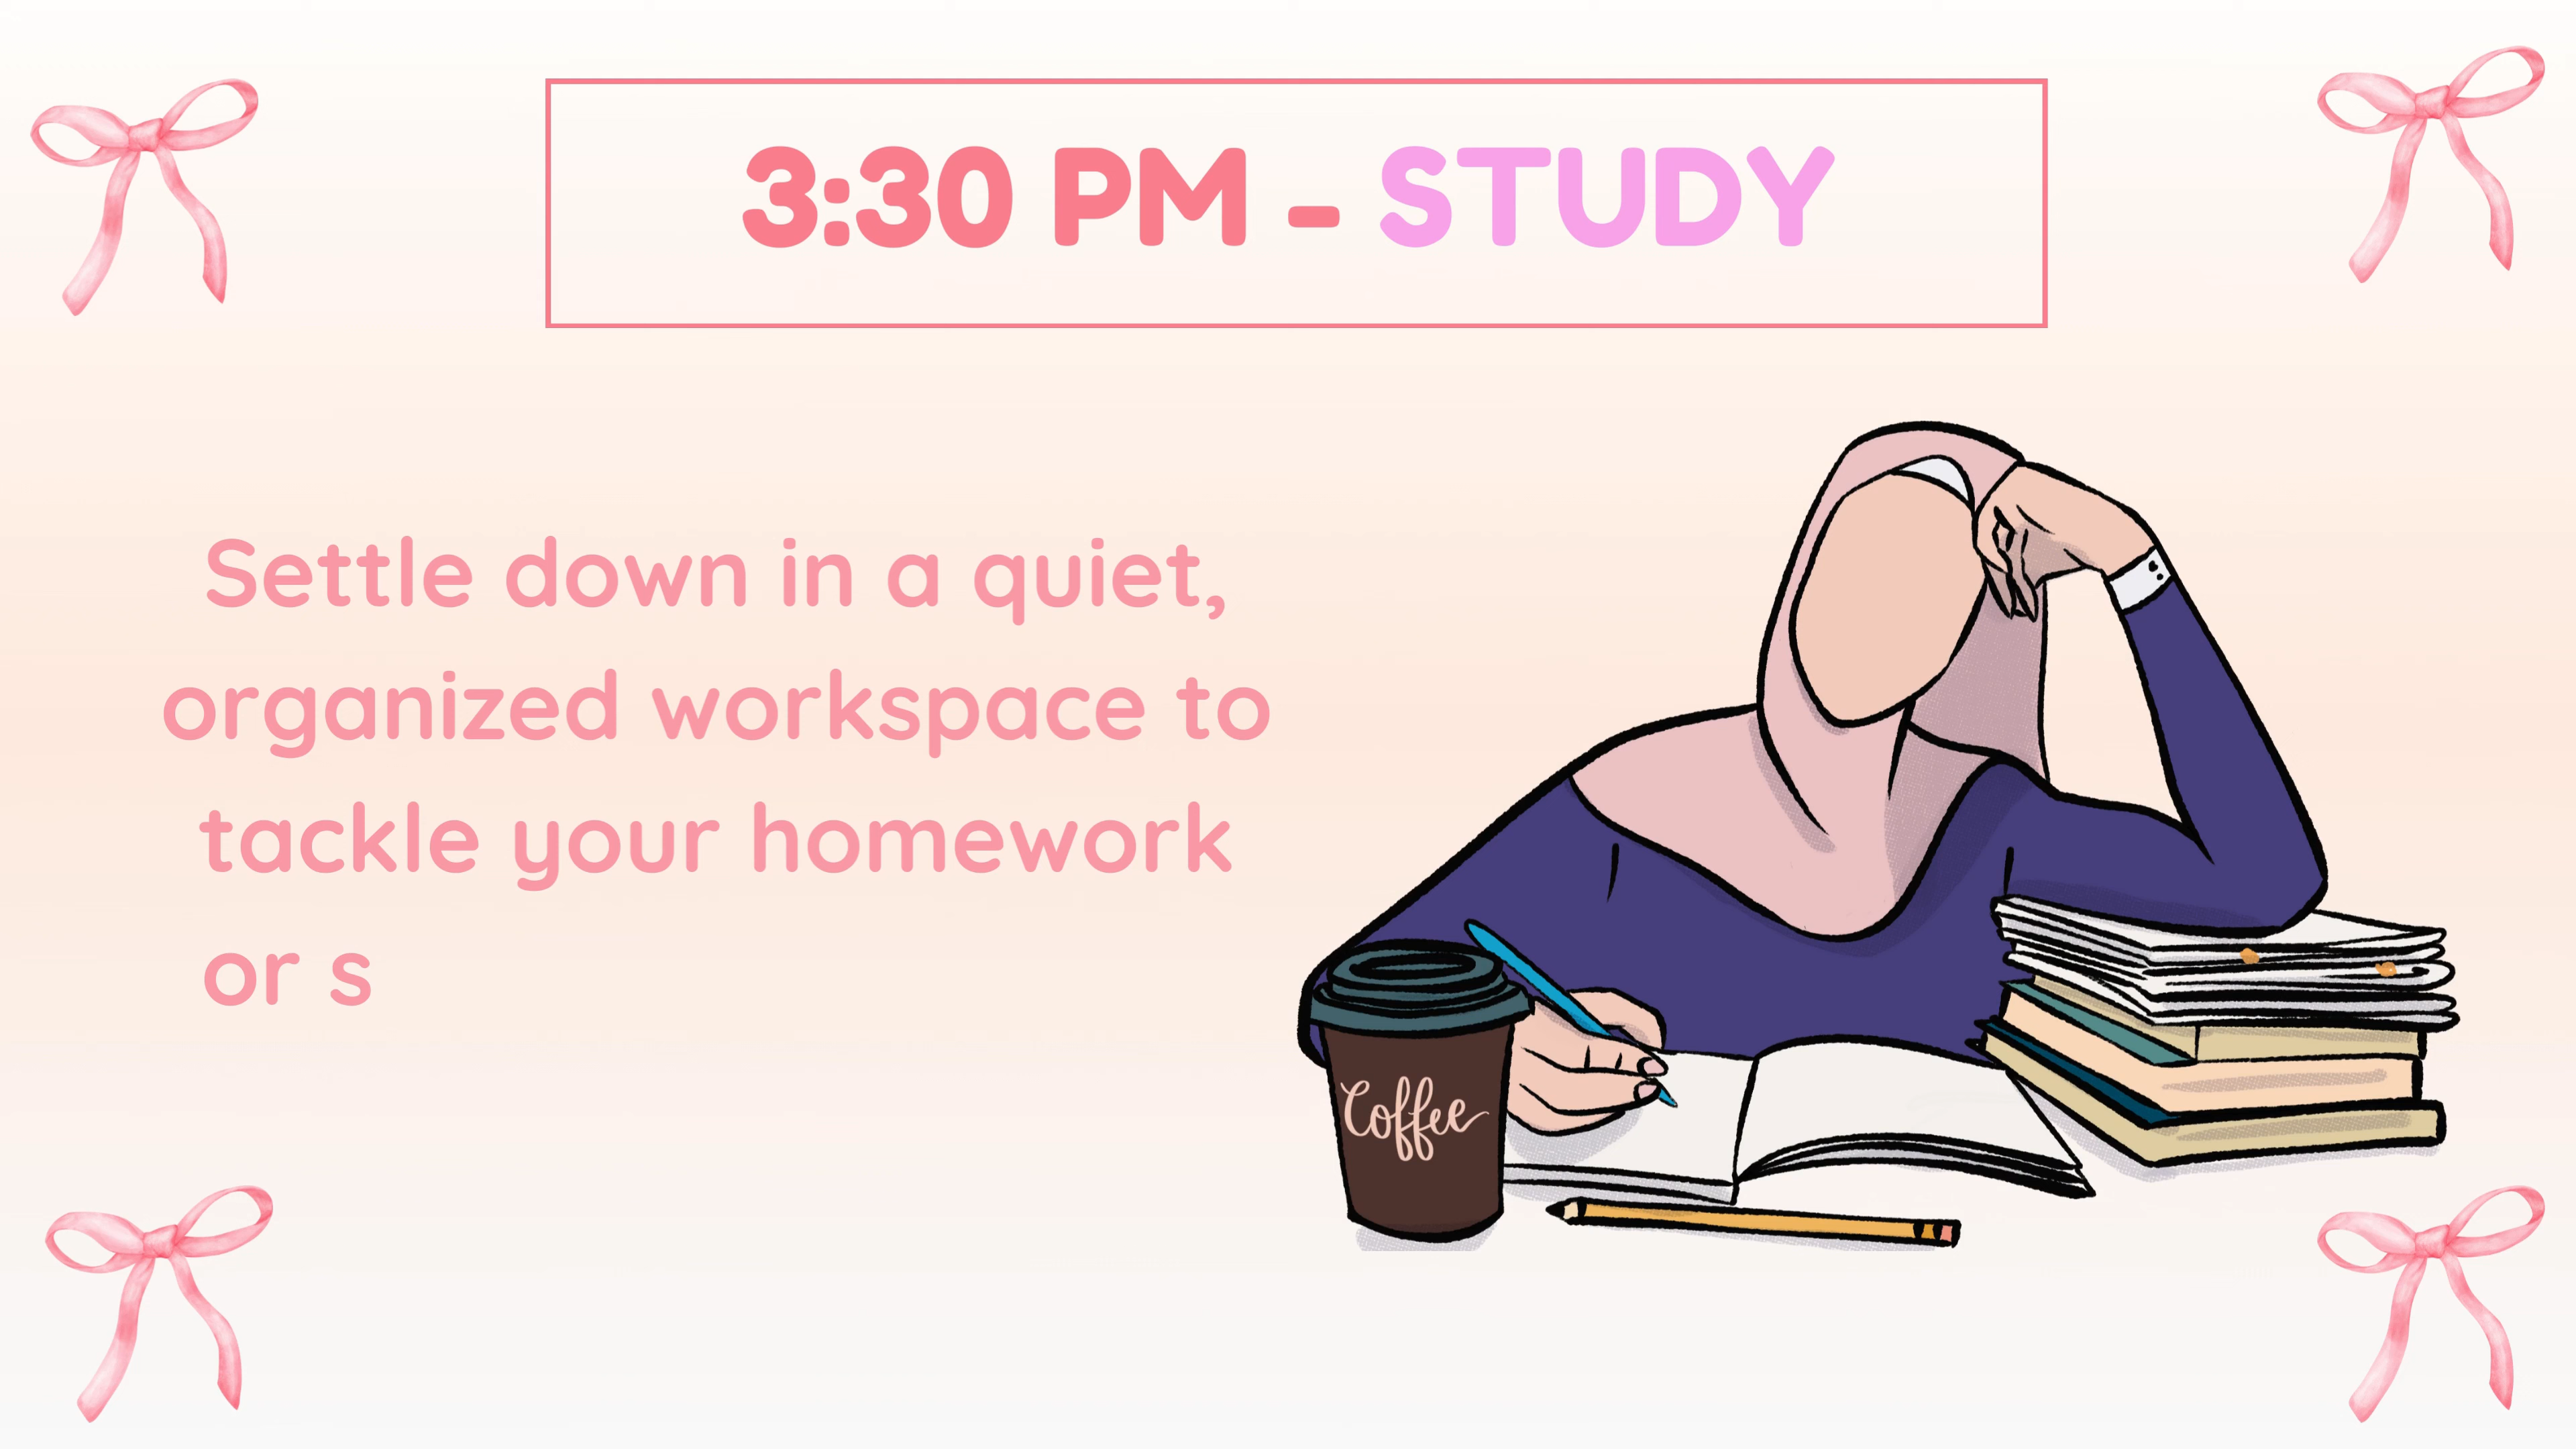 3:30 PM - STUDY
Settle down in a quiet,
organized workspace to
tackle your homework
or s
Coffee